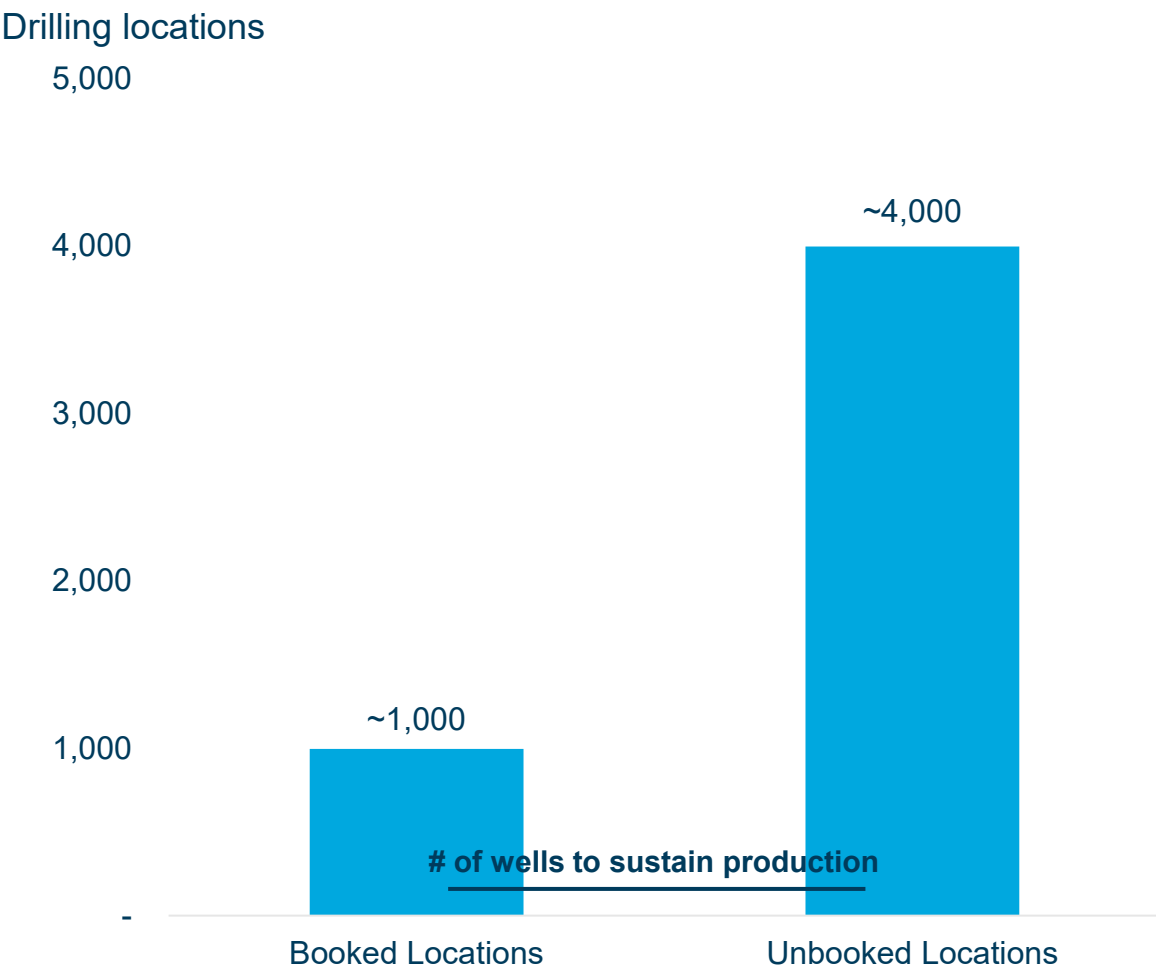 Drilling locations
5,000
~4,000
4,000
3,000
2,000
~1,000
1,000
# of wells to sustain production
-
Booked Locations
Unbooked Locations